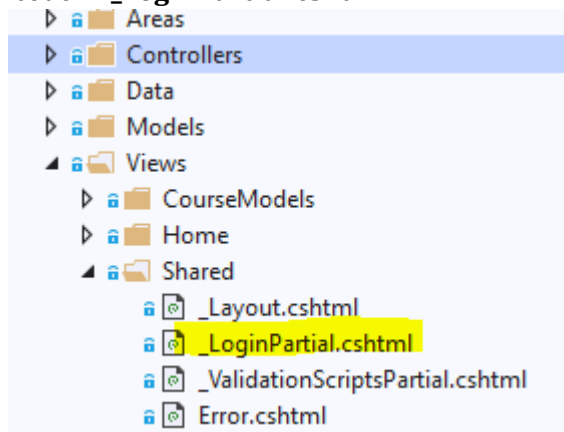 Areas
Controllers
Data
Models
Views
CourseModels
Home
Shared
_Layout.cshtml
_LoginPartial.cshtml
_ValidationScriptsPartial.cshtml
Error.cshtml